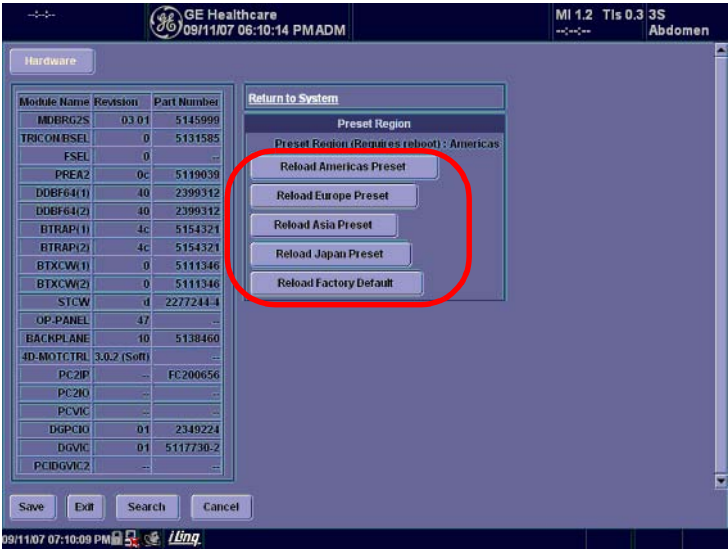 --:--:--
GE Healthcare
09/11/07 06:10:14 PM ADM
MI 1.2 TIs 0.3 3S
--:--:-- Abdomen
Hardware
Module Name Revision Part Number
MDBRG2S 03 01 5145999
TRICON/BSEL 0 5131585
FSEL 0 --
PREA2 0c 5119039
DDBF64(1) 40 2399312
DDBF64(2) 40 2399312
BTRAP(1) 4c 5154321
BTRAP(2) 4c 5154321
BTXCW(1) 0 5111346
BTXCW(2) 0 5111346
STCW d 2277244-4
OP-PANEL 47 --
BACKPLANE 10 5138460
4D-MOTCTRL 3.0.2 (Soft) --
PC2IP -- FC200656
PC2IO -- --
PCVIC -- --
DGPCIO 01 2349224
DGVIC 01 5117730-2
PCIDGVIC2 -- --
Return to System
Preset Region
Preset Region (Requires reboot) : Americas
Reload Americas Preset
Reload Europe Preset
Reload Asia Preset
Reload Japan Preset
Reload Factory Default
Save Exit Search Cancel
09/11/07 07:10:09 PM iLinq